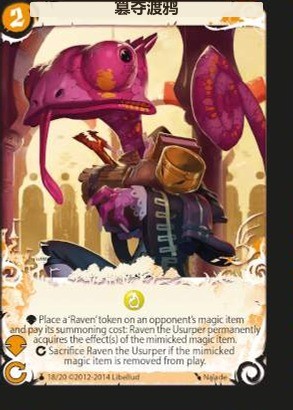 篡夺渡鸦
2
Place a 'Raven' token on an opponent's magic item
and pay its summoning cost: Raven the Usurper permanently
acquires the effect(s) of the mimicked magic item.
Sacrifice Raven the Usurper if the mimicked
magic item is removed from play.
18/20 ©2012-2014 Libellud Naïade